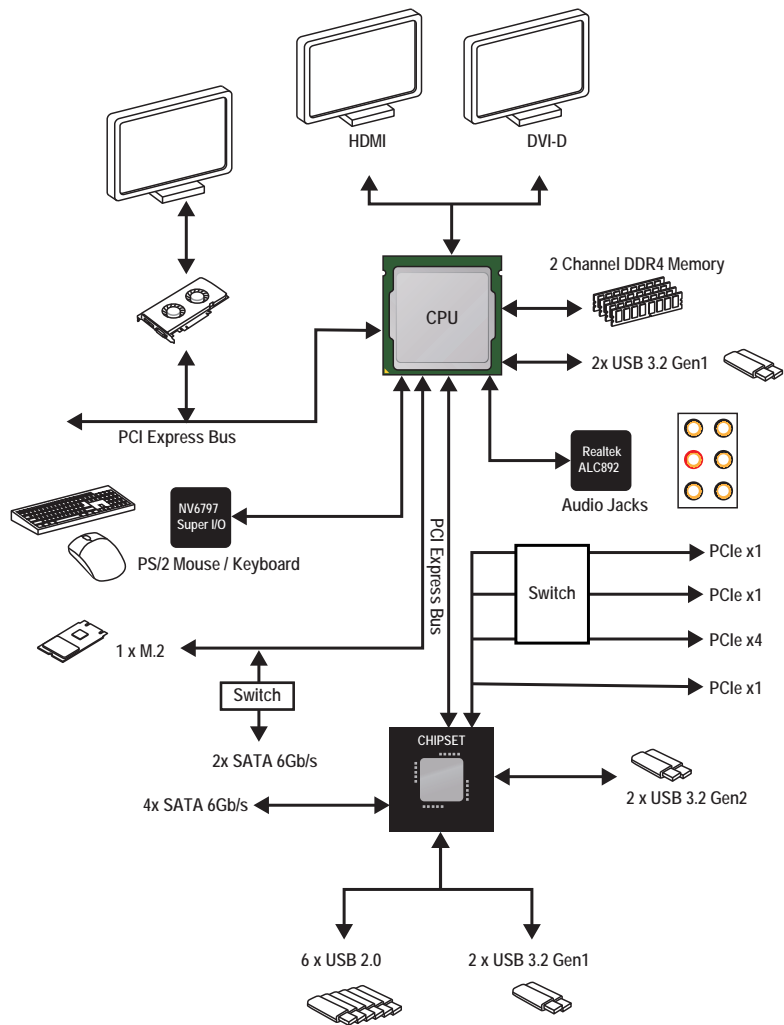 HDMI
DVI-D
CPU
2 Channel DDR4 Memory
2x USB 3.2 Gen1
PCI Express Bus
Realtek
ALC892
Audio Jacks
NV6797
Super I/O
PS/2 Mouse / Keyboard
PCI Express Bus
Switch
PCIe x1
PCIe x1
PCIe x4
PCIe x1
1 x M.2
Switch
2x SATA 6Gb/s
CHIPSET
4x SATA 6Gb/s
2 x USB 3.2 Gen2
6 x USB 2.0
2 x USB 3.2 Gen1